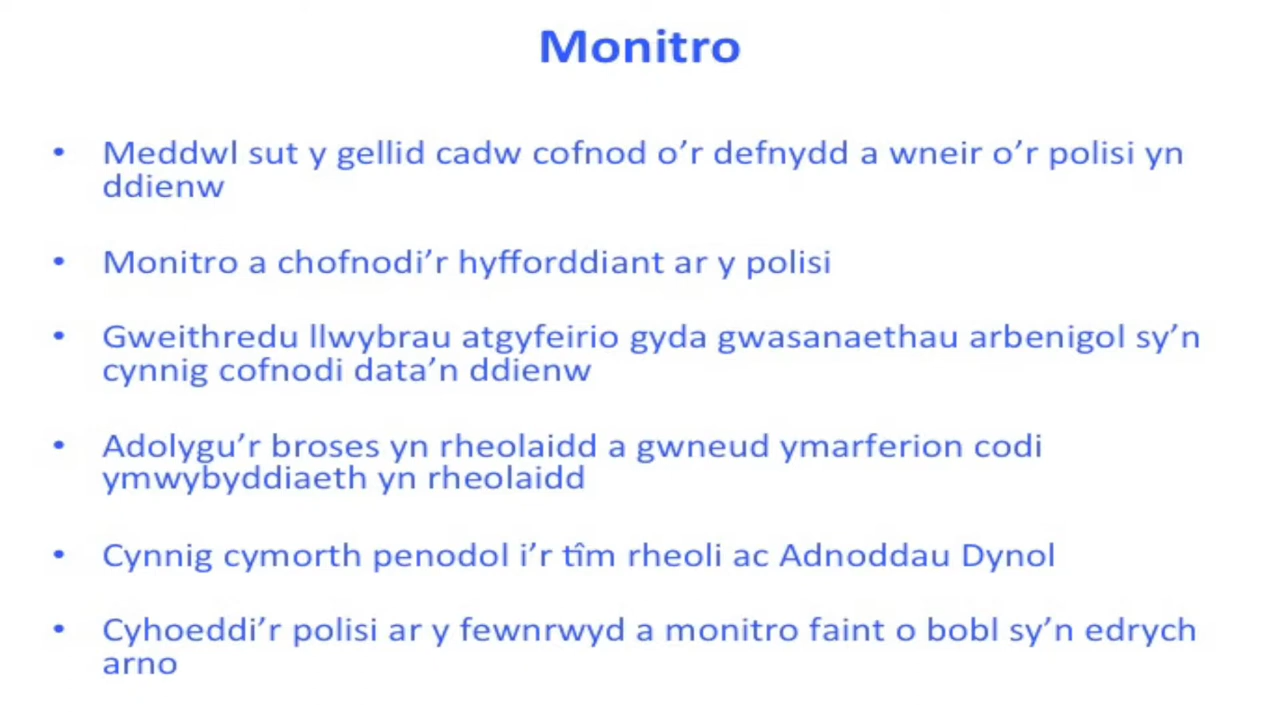 Monitro
• Meddwl sut y gellid cadw cofnod o’r defnydd a wneir o’r polisi yn
ddienw
• Monitro a chofnodi’r hyfforddiant ar y polisi
• Gweithredu llwybrau atgyfeirio gyda gwasanaethau arbenigol sy’n
cynnig cofnodi data’n ddienw
• Adolygu’r broses yn rheolaidd a gwneud ymarferion codi
ymwybyddiaeth yn rheolaidd
• Cynnig cymorth penodol i’r tîm rheoli ac Adnoddau Dynol
• Cyhoeddi’r polisi ar y fewnrwyd a monitro faint o bobl sy’n edrych
arno